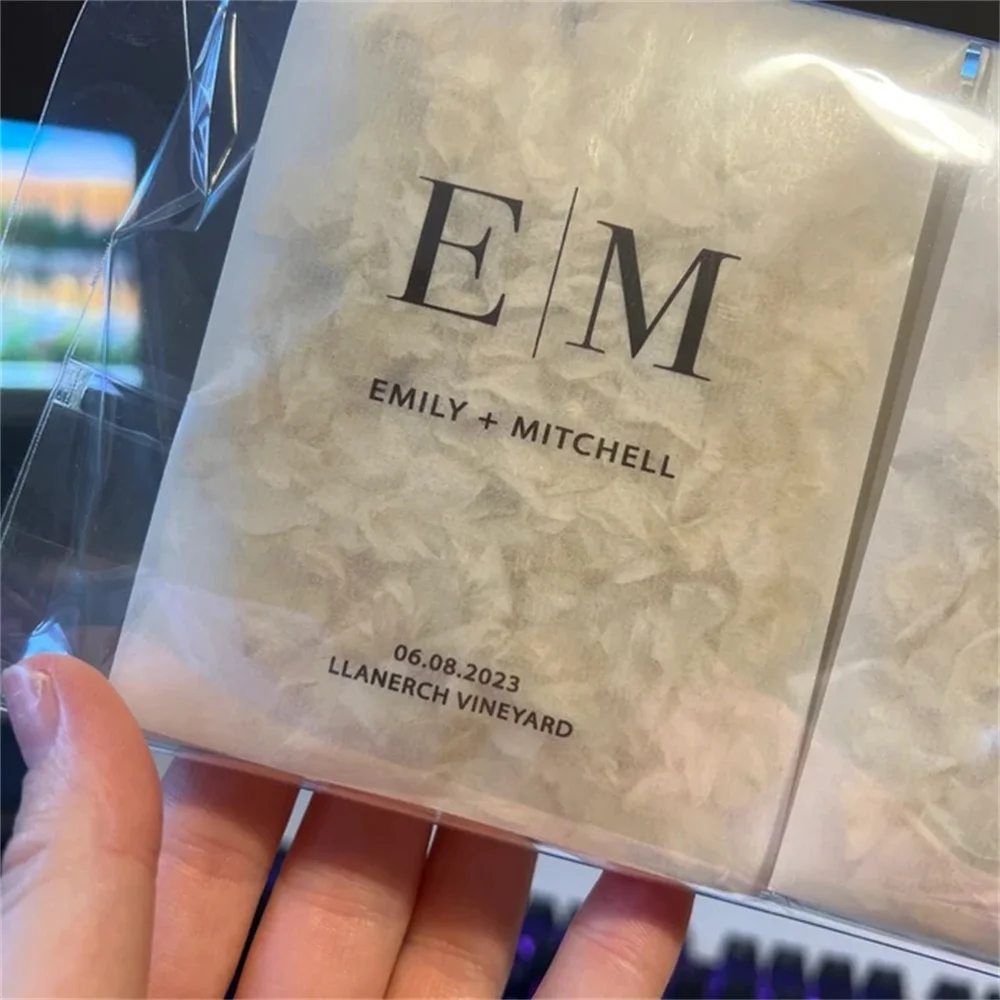 E|M
EMILY + MITCHELL
06.08.2023
LLANERCH VINEYARD